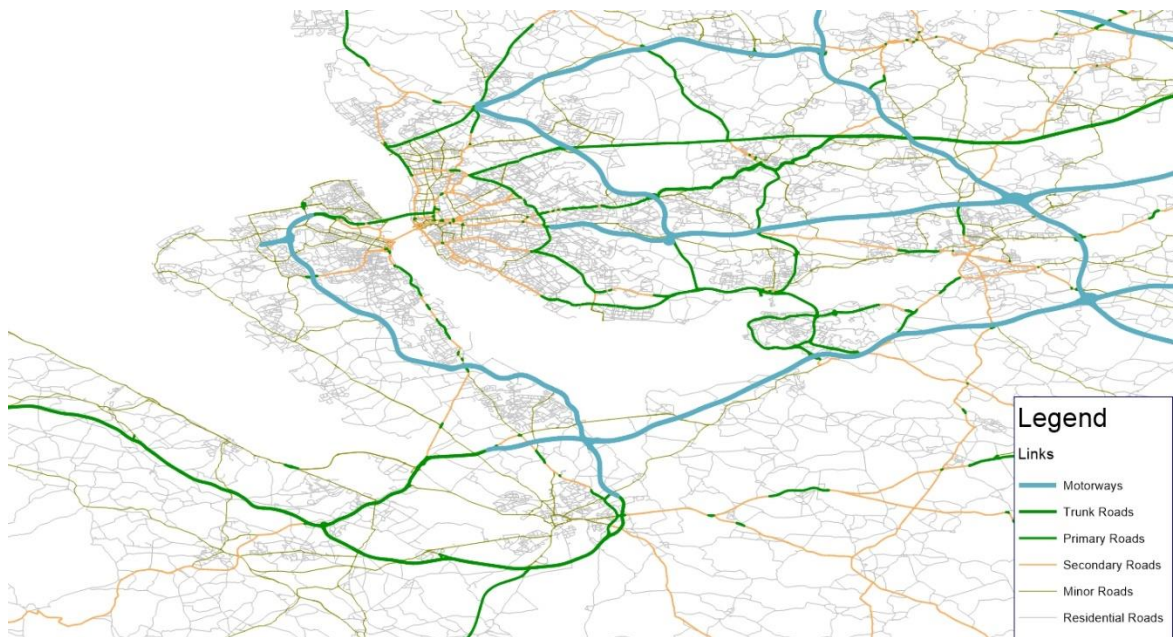 Legend
Links
Motorways
Trunk Roads
Primary Roads
Secondary Roads
Minor Roads
Residential Roads